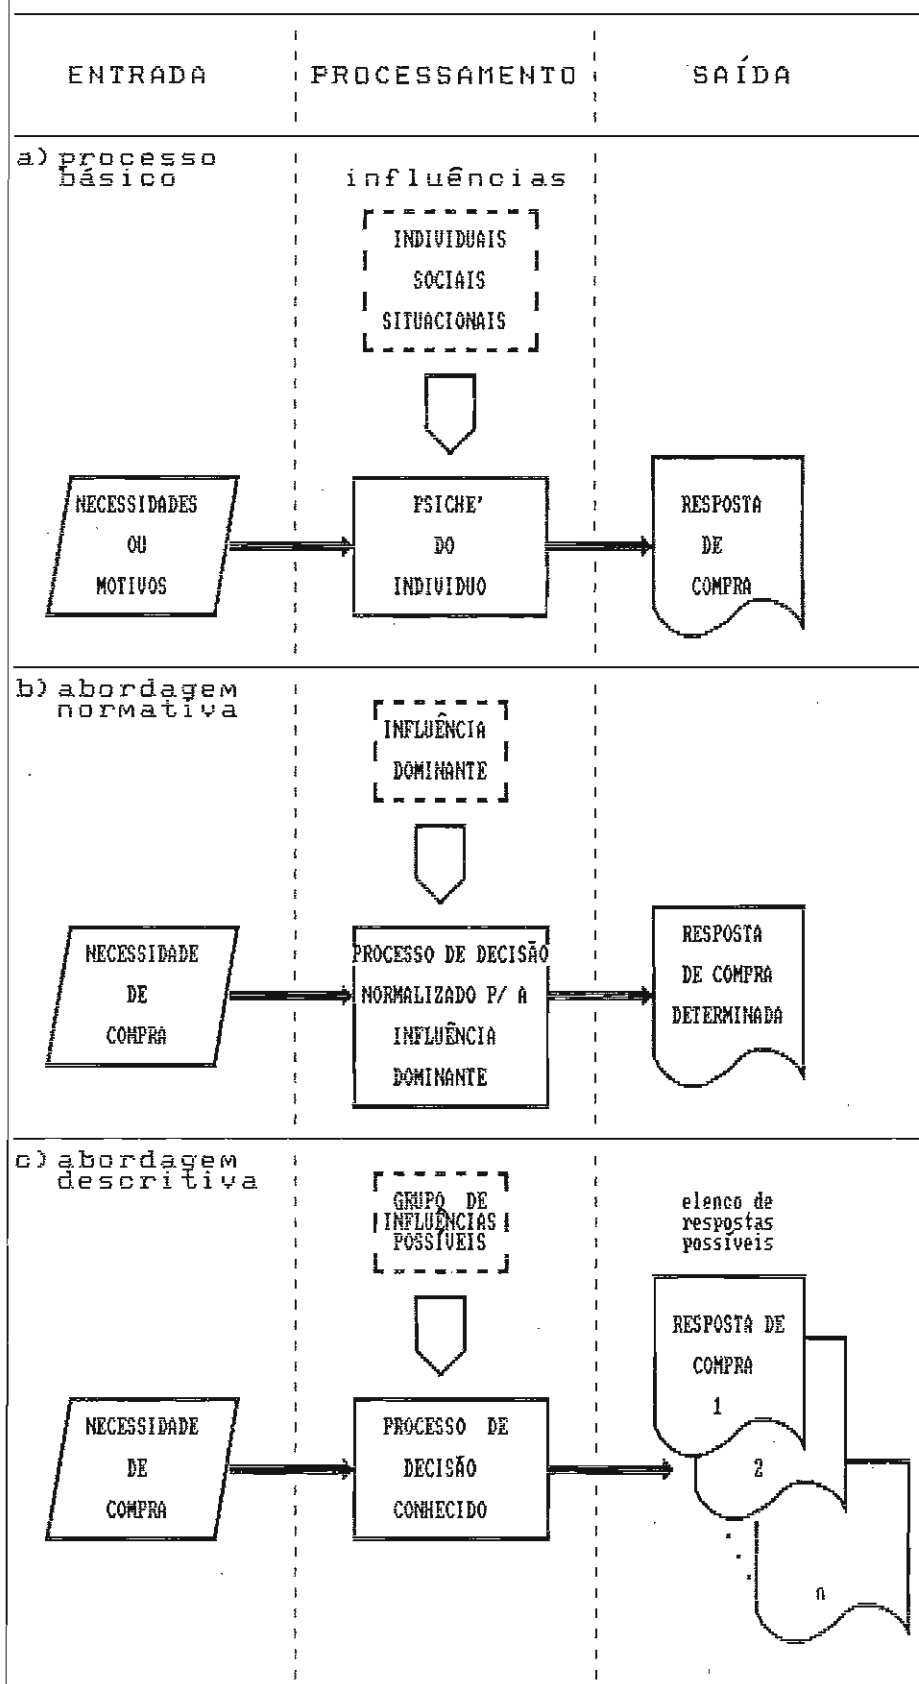 ENTRADA
PROCESSAMENTO
SAÍDA
a) processo
básico
influências
INDIVIDUAIS
SOCIAIS
SITUACIONAIS
NECESSIDADES
OU
MOTIVOS
PSICHE'
DO
INDIVIDUO
RESPOSTA
DE
COMPRA
b) abordagem
normativa
INFLUÊNCIA
DOMINANTE
NECESSIDADE
DE
COMPRA
PROCESSO DE DECISÃO
NORMALIZADO P/ A
INFLUÊNCIA
DOMINANTE
RESPOSTA
DE COMPRA
DETERMINADA
c) abordagem
descritiva
GRUPO DE
INFLUÊNCIAS
POSSÍVEIS
elenco de
respostas
possíveis
NECESSIDADE
DE
COMPRA
PROCESSO DE
DECISÃO
CONHECIDO
RESPOSTA DE
COMPRA
1
2
n